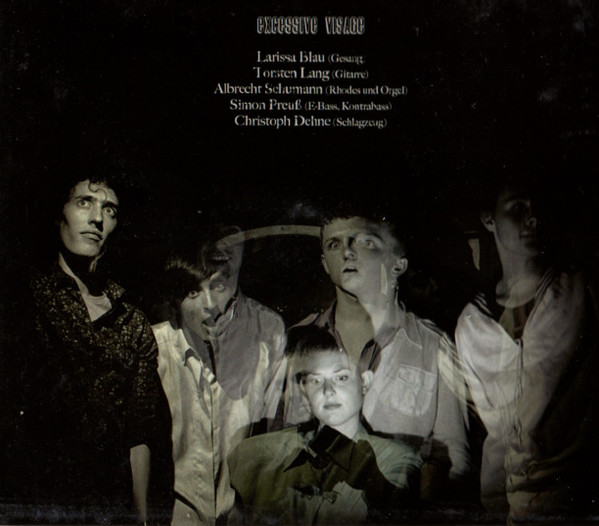 EXCESSIVE VISAGE
Larissa Blau (Gesang)
Torsten Lang (Gitarre)
Albrecht Schumann (Rhodes und Orgel)
Simon Preuß (E-Bass, Kontrabass)
Christoph Dehne (Schlagzeug)